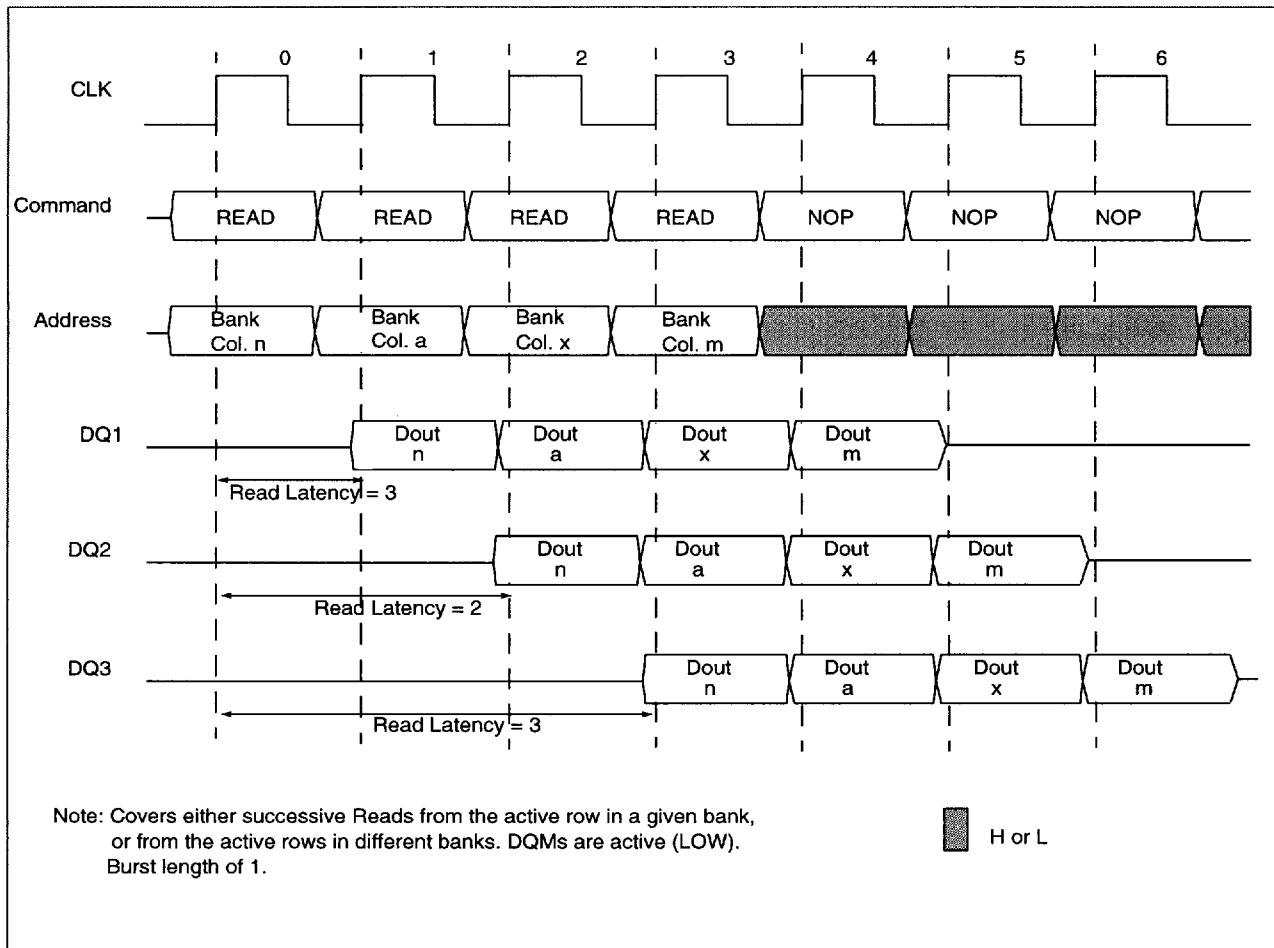 0 1 2 3 4 5 6
CLK
Command READ READ READ READ NOP NOP NOP
Address Bank Bank Bank Bank
Col. n Col. a Col. x Col. m
DQ1 Dout Dout Dout Dout
n a x m
Read Latency = 3
DQ2 Dout Dout Dout Dout
n a x m
Read Latency = 2
DQ3 Dout Dout Dout Dout
n a x m
Read Latency = 3
Note: Covers either successive Reads from the active row in a given bank,
or from the active rows in different banks. DQMs are active (LOW).
Burst length of 1.
H or L